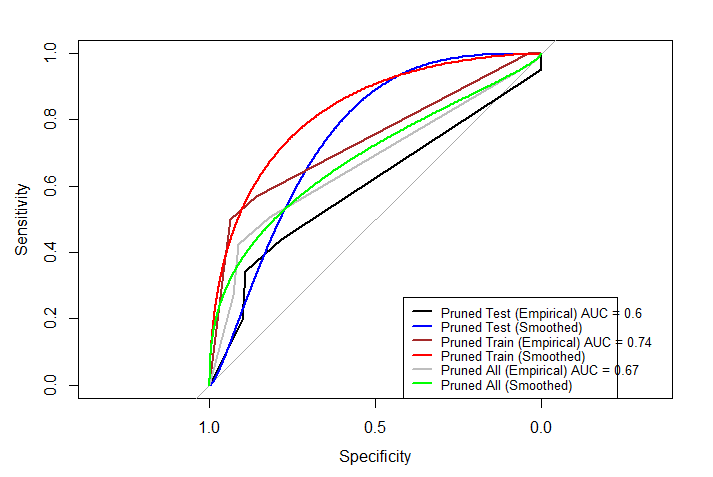 1.0
0.8
0.6
0.4
0.2
0.0
Sensitivity
Pruned Test (Empirical) AUC = 0.6
Pruned Test (Smoothed)
Pruned Train (Empirical) AUC = 0.74
Pruned Train (Smoothed)
Pruned All (Empirical) AUC = 0.67
Pruned All (Smoothed)
1.0 0.5 0.0
Specificity